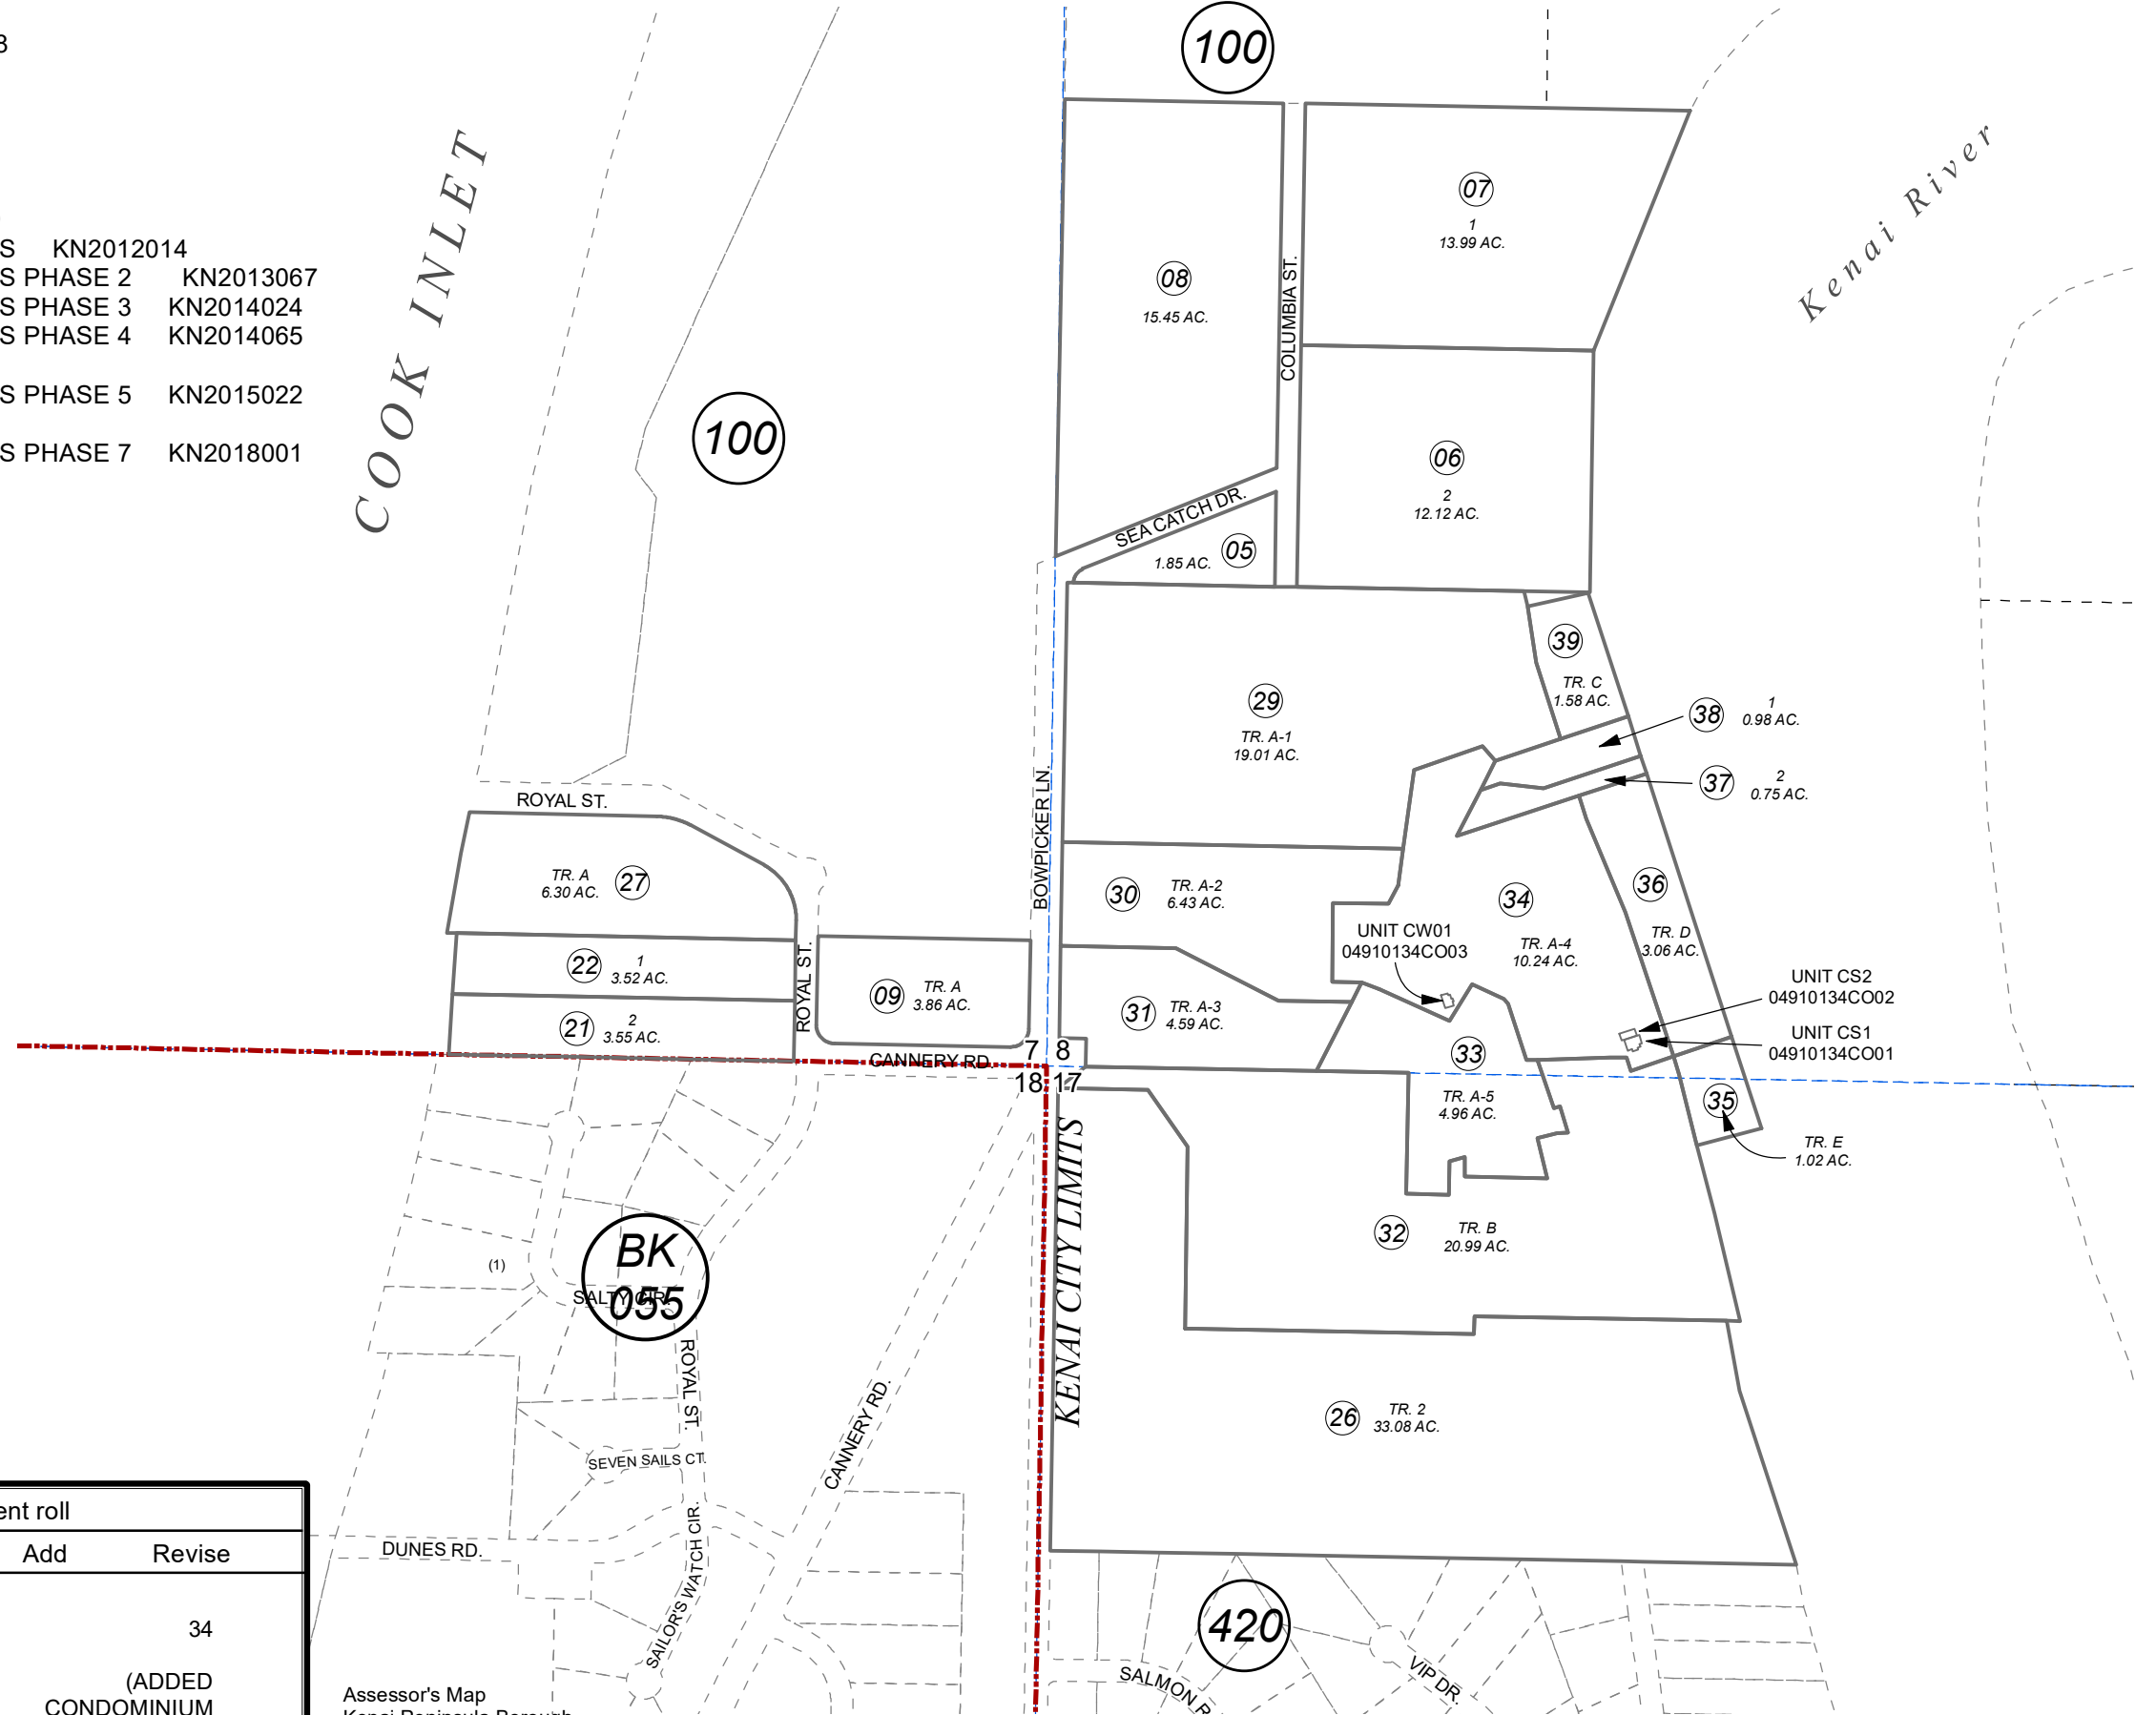 8
S KN2012014
S PHASE 2 KN2013067
S PHASE 3 KN2014024
S PHASE 4 KN2014065
S PHASE 5 KN2015022
S PHASE 7 KN2018001
COOK INLET
100
100
Kenai River
07
1
13.99 AC.
08
15.45 AC.
COLUMBIA ST.
06
2
12.12 AC.
SEA CATCH DR.
1.85 AC. 05
39
TR. C
1.58 AC.
29
TR. A-1
19.01 AC.
38 1
0.98 AC.
37 2
0.75 AC.
ROYAL ST.
BOWPICKER LN.
TR. A
6.30 AC. 27
22 1
3.52 AC.
21 2
3.55 AC.
ROYAL ST.
09 TR. A
3.86 AC.
30 TR. A-2
6.43 AC.
31 TR. A-3
4.59 AC.
34
TR. A-4
10.24 AC.
UNIT CW01
04910134CO03
36
TR. D
3.06 AC.
UNIT CS2
04910134CO02
UNIT CS1
04910134CO01
7 8
18 17
CANNERY RD.
33
TR. A-5
4.96 AC.
35
TR. E
1.02 AC.
KENAI CITY LIMITS
32 TR. B
20.99 AC.
BK
055
(1)
SALTY CIR.
ROYAL ST.
CANNERY RD.
26 TR. 2
33.08 AC.
SEVEN SAILS CT.
DUNES RD.
SAILOR'S WATCH CIR.
420
SALMON R
VIP DR.
ent roll
Add Revise
34
(ADDED
CONDOMINIUM
Assessor's Map
Kenai Peninsula Borough